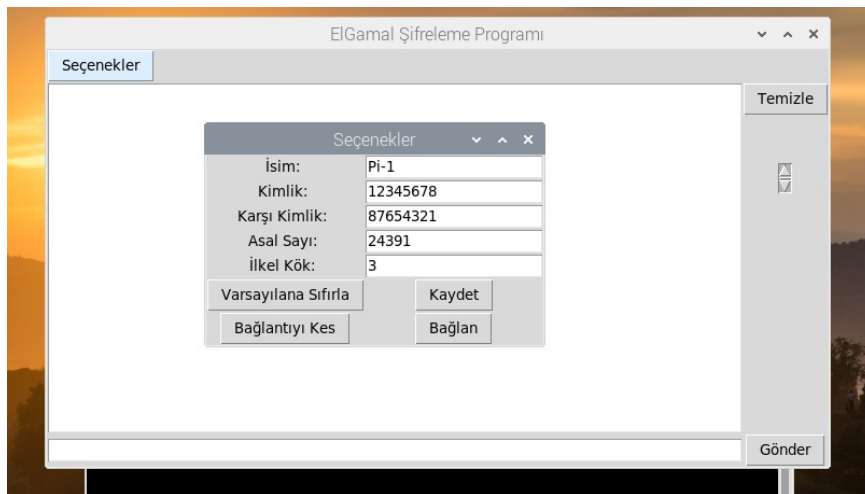 ElGamal Şifreleme Programı
Seçenekler
Temizle
Seçenekler
İsim: Pi-1
Kimlik: 12345678
Karşı Kimlik: 87654321
Asal Sayı: 24391
İlkel Kök: 3
Varsayılana Sıfırla Kaydet
Bağlantıyı Kes Bağlan
Gönder